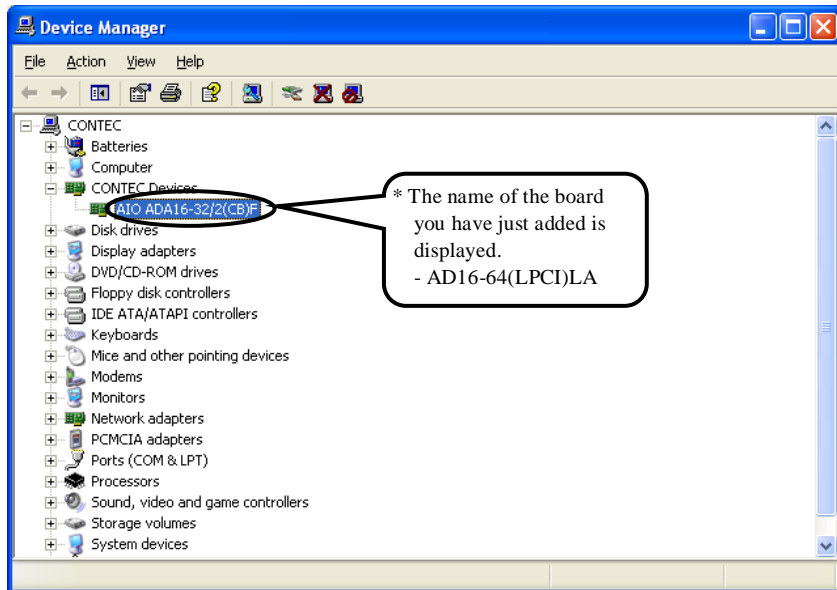 Device Manager
File Action View Help
CONTEC
Batteries
Computer
CONTEC Devices
AIO ADA16-32/2(CB)F
Disk drives
Display adapters
DVD/CD-ROM drives
Floppy disk controllers
IDE ATA/ATAPI controllers
Keyboards
Mice and other pointing devices
Modems
Monitors
Network adapters
PCMCIA adapters
Ports (COM & LPT)
Processors
Sound, video and game controllers
Storage volumes
System devices
* The name of the board
you have just added is
displayed.
- AD16-64(LPCI)LA